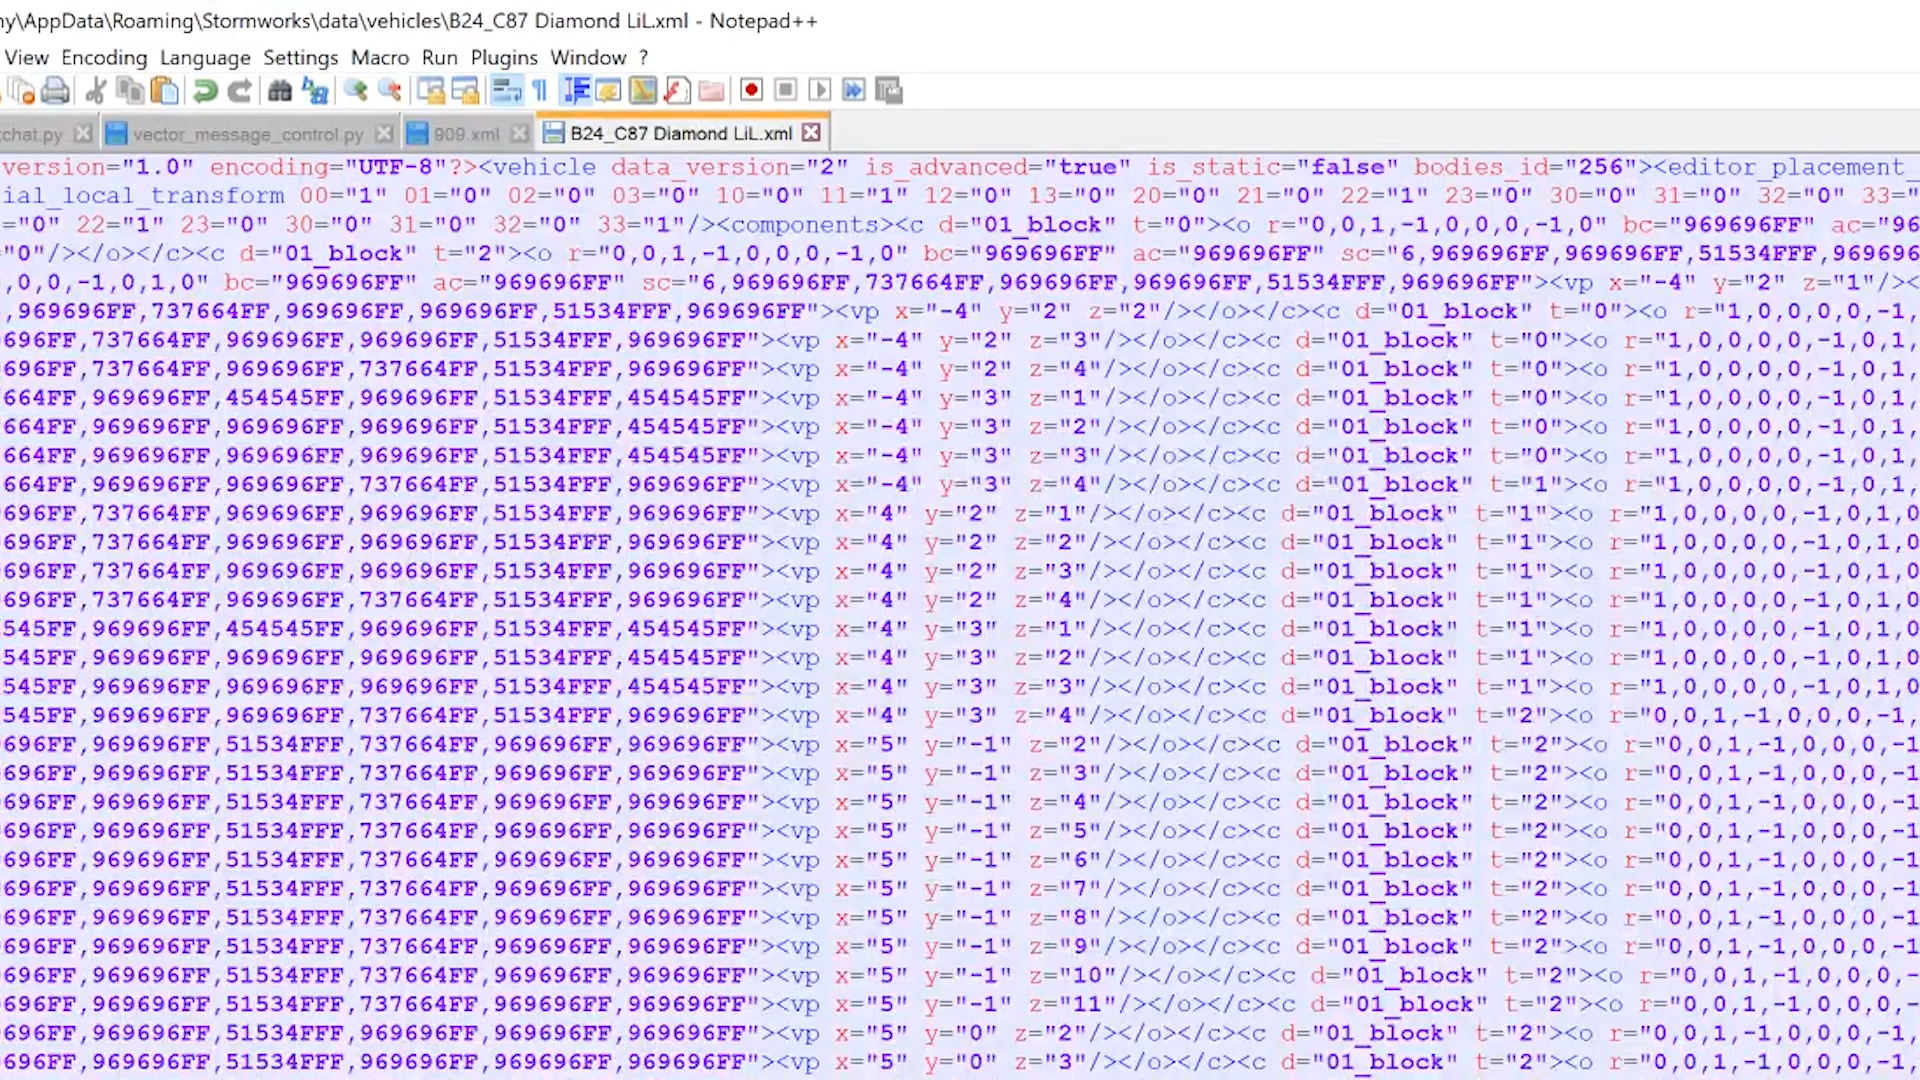 ny\AppData\Roaming\Stormworks\data\vehicles\B24_C87 Diamond LiL.xml - Notepad++
View Encoding Language Settings Macro Run Plugins Window ?
chat.py vector_message_control.py 909.xml B24_C87 Diamond LiL.xml
version="1.0" encoding="UTF-8"?><vehicle data_version="2" is_advanced="true" is_static="false" bodies_id="256"><editor_placement_
ial_local_transform 00="1" 01="0" 02="0" 03="0" 10="0" 11="1" 12="0" 13="0" 20="0" 21="0" 22="1" 23="0" 30="0" 31="0" 32="0" 33="
="0" 22="1" 23="0" 30="0" 31="0" 32="0" 33="1"/><components><c d="01_block" t="0"><o r="0,0,1,-1,0,0,0,-1,0" bc="969696FF" ac="96
="0"/></o></c><c d="01_block" t="2"><o r="0,0,1,-1,0,0,0,-1,0" bc="969696FF" ac="969696FF" sc="6,969696FF,969696FF,51534FFF,969696
,0,0,-1,0,1,0" bc="969696FF" ac="969696FF" sc="6,969696FF,737664FF,969696FF,969696FF,51534FFF,969696FF"><vp x="-4" y="2" z="1"/><
,969696FF,737664FF,969696FF,969696FF,51534FFF,969696FF"><vp x="-4" y="2" z="2"/></o></c><c d="01_block" t="0"><o r="1,0,0,0,0,-1,
696FF,737664FF,969696FF,969696FF,51534FFF,969696FF"><vp x="-4" y="2" z="3"/></o></c><c d="01_block" t="0"><o r="1,0,0,0,0,-1,0,1,
696FF,737664FF,969696FF,737664FF,51534FFF,969696FF"><vp x="-4" y="2" z="4"/></o></c><c d="01_block" t="0"><o r="1,0,0,0,0,-1,0,1,
664FF,969696FF,454545FF,969696FF,51534FFF,454545FF"><vp x="-4" y="3" z="1"/></o></c><c d="01_block" t="0"><o r="1,0,0,0,0,-1,0,1,
664FF,969696FF,969696FF,969696FF,51534FFF,454545FF"><vp x="-4" y="3" z="2"/></o></c><c d="01_block" t="0"><o r="1,0,0,0,0,-1,0,1,
664FF,969696FF,969696FF,969696FF,51534FFF,454545FF"><vp x="-4" y="3" z="3"/></o></c><c d="01_block" t="0"><o r="1,0,0,0,0,-1,0,1,
664FF,969696FF,969696FF,737664FF,51534FFF,969696FF"><vp x="-4" y="3" z="4"/></o></c><c d="01_block" t="1"><o r="1,0,0,0,0,-1,0,1,
696FF,737664FF,969696FF,969696FF,51534FFF,969696FF"><vp x="4" y="2" z="1"/></o></c><c d="01_block" t="1"><o r="1,0,0,0,0,-1,0,1,0
696FF,737664FF,969696FF,969696FF,51534FFF,969696FF"><vp x="4" y="2" z="2"/></o></c><c d="01_block" t="1"><o r="1,0,0,0,0,-1,0,1,0
696FF,737664FF,969696FF,969696FF,51534FFF,969696FF"><vp x="4" y="2" z="3"/></o></c><c d="01_block" t="1"><o r="1,0,0,0,0,-1,0,1,0
696FF,737664FF,969696FF,737664FF,51534FFF,969696FF"><vp x="4" y="2" z="4"/></o></c><c d="01_block" t="1"><o r="1,0,0,0,0,-1,0,1,0
545FF,969696FF,454545FF,969696FF,51534FFF,454545FF"><vp x="4" y="3" z="1"/></o></c><c d="01_block" t="1"><o r="1,0,0,0,0,-1,0,1,0
545FF,969696FF,969696FF,969696FF,51534FFF,454545FF"><vp x="4" y="3" z="2"/></o></c><c d="01_block" t="1"><o r="1,0,0,0,0,-1,0,1,0
545FF,969696FF,969696FF,969696FF,51534FFF,454545FF"><vp x="4" y="3" z="3"/></o></c><c d="01_block" t="1"><o r="1,0,0,0,0,-1,0,1,0
545FF,969696FF,969696FF,737664FF,51534FFF,969696FF"><vp x="4" y="3" z="4"/></o></c><c d="01_block" t="2"><o r="0,0,1,-1,0,0,0,-1,
696FF,969696FF,51534FFF,737664FF,969696FF,969696FF"><vp x="5" y="-1" z="2"/></o></c><c d="01_block" t="2"><o r="0,0,1,-1,0,0,0,-1
696FF,969696FF,51534FFF,737664FF,969696FF,969696FF"><vp x="5" y="-1" z="3"/></o></c><c d="01_block" t="2"><o r="0,0,1,-1,0,0,0,-1
696FF,969696FF,51534FFF,737664FF,969696FF,969696FF"><vp x="5" y="-1" z="4"/></o></c><c d="01_block" t="2"><o r="0,0,1,-1,0,0,0,-1
696FF,969696FF,51534FFF,737664FF,969696FF,969696FF"><vp x="5" y="-1" z="5"/></o></c><c d="01_block" t="2"><o r="0,0,1,-1,0,0,0,-1
696FF,969696FF,51534FFF,737664FF,969696FF,969696FF"><vp x="5" y="-1" z="6"/></o></c><c d="01_block" t="2"><o r="0,0,1,-1,0,0,0,-1
696FF,969696FF,51534FFF,737664FF,969696FF,969696FF"><vp x="5" y="-1" z="7"/></o></c><c d="01_block" t="2"><o r="0,0,1,-1,0,0,0,-1
696FF,969696FF,51534FFF,737664FF,969696FF,969696FF"><vp x="5" y="-1" z="8"/></o></c><c d="01_block" t="2"><o r="0,0,1,-1,0,0,0,-1
696FF,969696FF,51534FFF,737664FF,969696FF,969696FF"><vp x="5" y="-1" z="9"/></o></c><c d="01_block" t="2"><o r="0,0,1,-1,0,0,0,-1
696FF,969696FF,51534FFF,737664FF,969696FF,969696FF"><vp x="5" y="-1" z="10"/></o></c><c d="01_block" t="2"><o r="0,0,1,-1,0,0,0,-
696FF,969696FF,51534FFF,737664FF,969696FF,969696FF"><vp x="5" y="-1" z="11"/></o></c><c d="01_block" t="2"><o r="0,0,1,-1,0,0,0,-
696FF,969696FF,51534FFF,969696FF,969696FF,969696FF"><vp x="5" y="0" z="2"/></o></c><c d="01_block" t="2"><o r="0,0,1,-1,0,0,0,-1,
696FF,969696FF,51534FFF,969696FF,969696FF,969696FF"><vp x="5" y="0" z="3"/></o></c><c d="01_block" t="2"><o r="0,0,1,-1,0,0,0,-1,